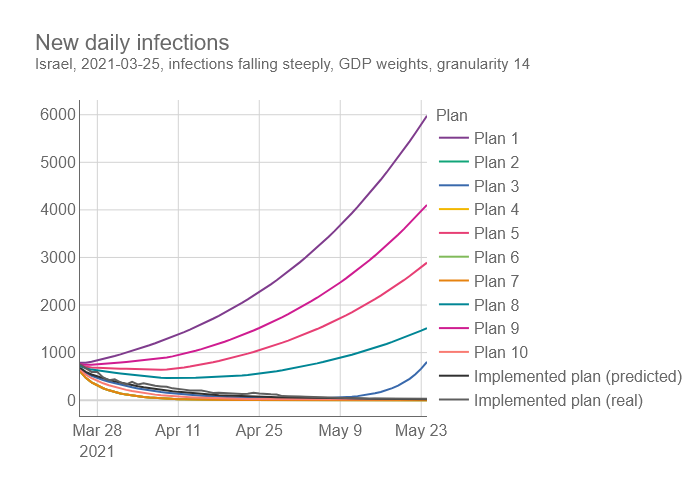 New daily infections
Israel, 2021-03-25, infections falling steeply, GDP weights, granularity 14
6000
5000
4000
3000
2000
1000
0
Mar 28
2021
Apr 11
Apr 25
May 9
May 23
Plan
Plan 1
Plan 2
Plan 3
Plan 4
Plan 5
Plan 6
Plan 7
Plan 8
Plan 9
Plan 10
Implemented plan (predicted)
Implemented plan (real)